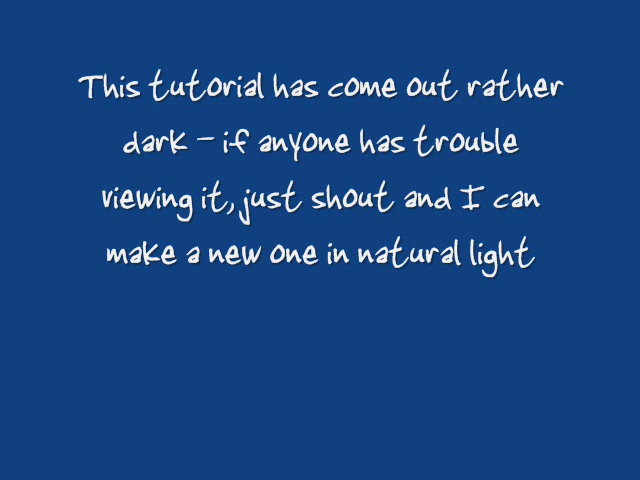 This tutorial has come out rather
dark - if anyone has trouble
viewing it, just shout and I can
make a new one in natural light